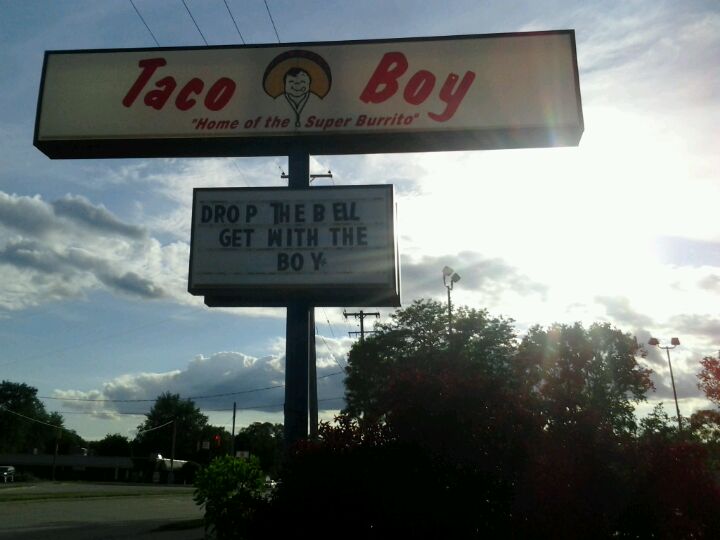 Taco Boy
"Home of the Super Burrito"
DROP THE BELL
GET WITH THE
BOY